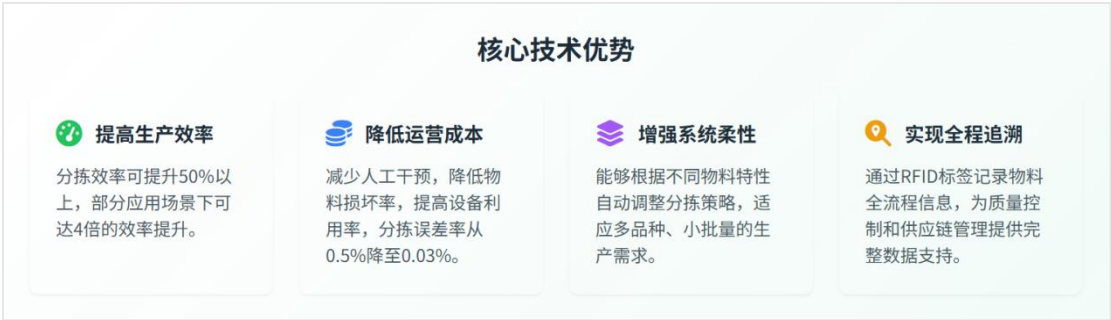 核心技术优势
提高生产效率
分拣效率可提升50%以
上，部分应用场景下可
达4倍的效率提升。
降低运营成本
减少人工干预，降低物
料损坏率，提高设备利
用率，分拣误差率从
0.5%降至0.03%。
增强系统柔性
能够根据不同物料特性
自动调整分拣策略，适
应多品种、小批量的生
产需求。
实现全程追溯
通过RFID标签记录物料
全流程信息，为质量控
制和供应链管理提供完
整数据支持。